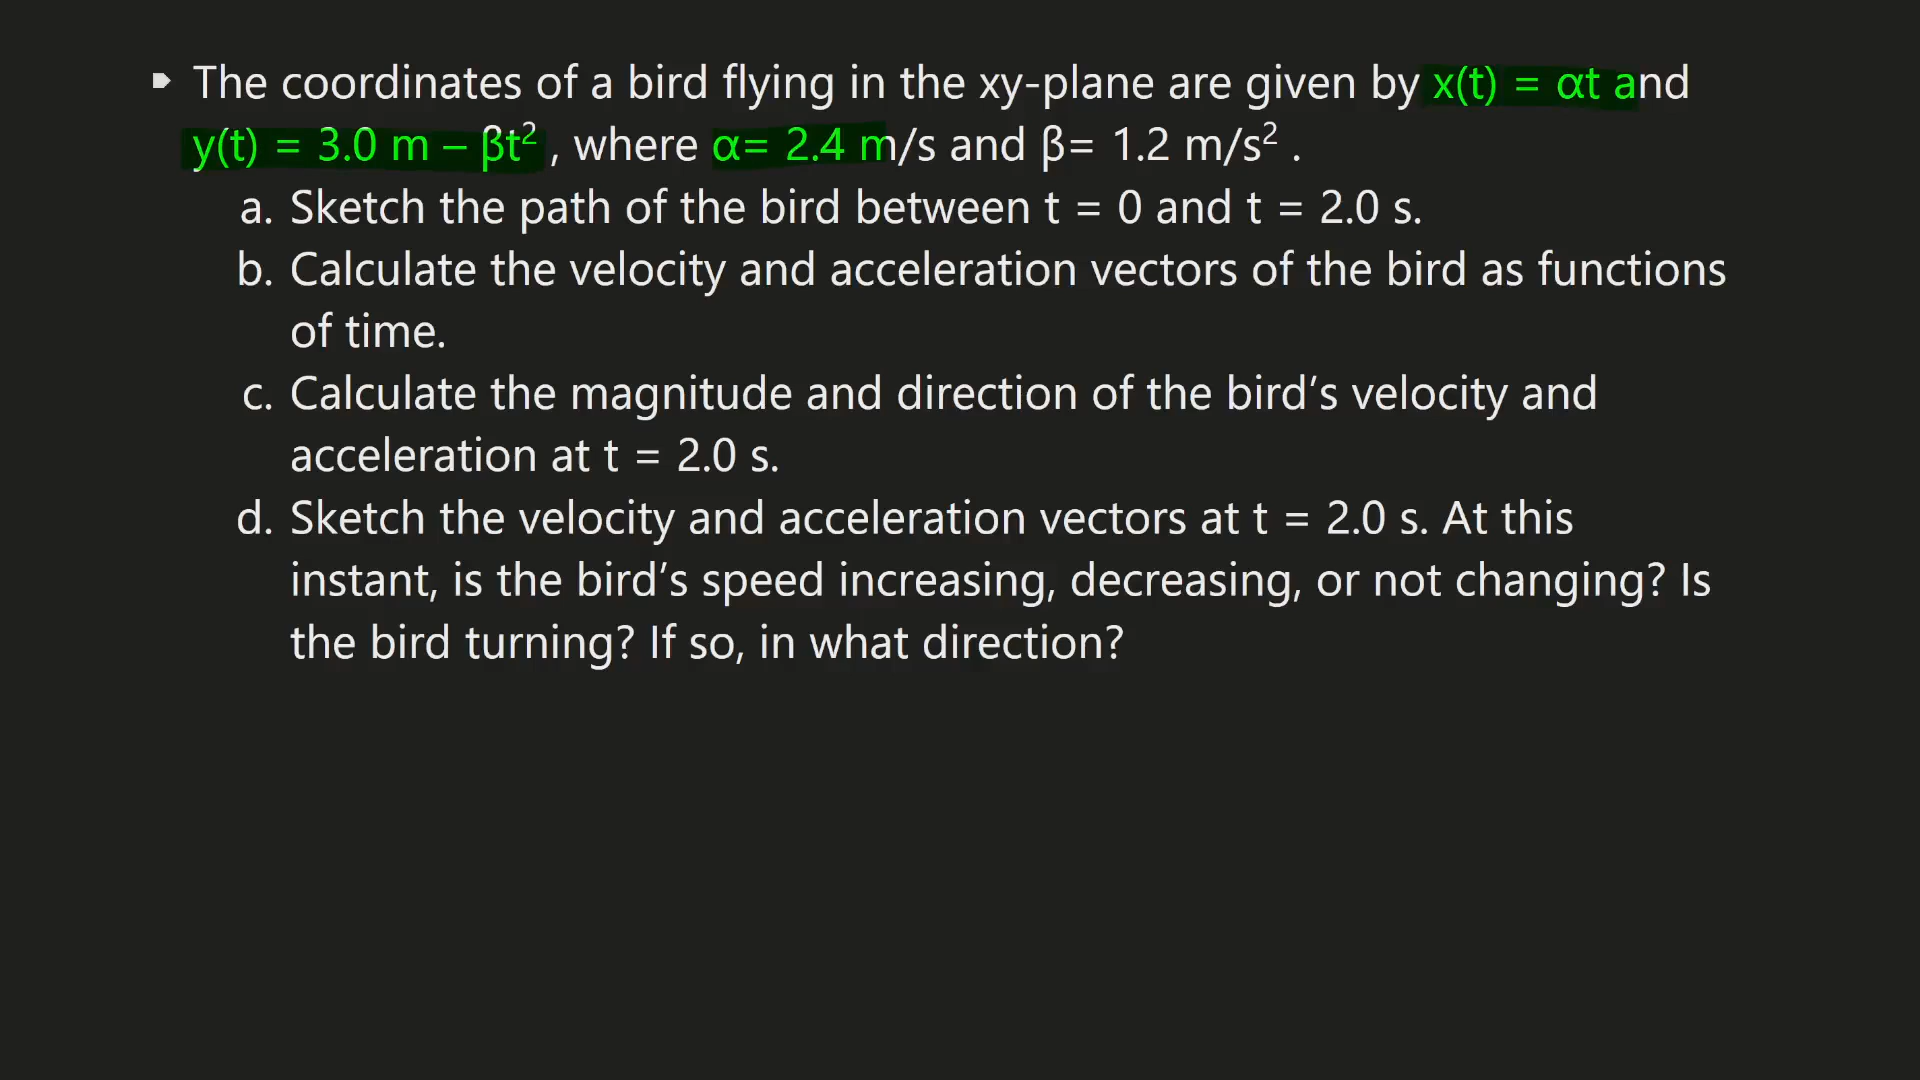 The coordinates of a bird flying in the xy-plane are given by x(t) = αt and
y(t) = 3.0 m – βt², where α= 2.4 m/s and β= 1.2 m/s² .
a. Sketch the path of the bird between t = 0 and t = 2.0 s.
b. Calculate the velocity and acceleration vectors of the bird as functions
of time.
c. Calculate the magnitude and direction of the bird’s velocity and
acceleration at t = 2.0 s.
d. Sketch the velocity and acceleration vectors at t = 2.0 s. At this
instant, is the bird’s speed increasing, decreasing, or not changing? Is
the bird turning? If so, in what direction?